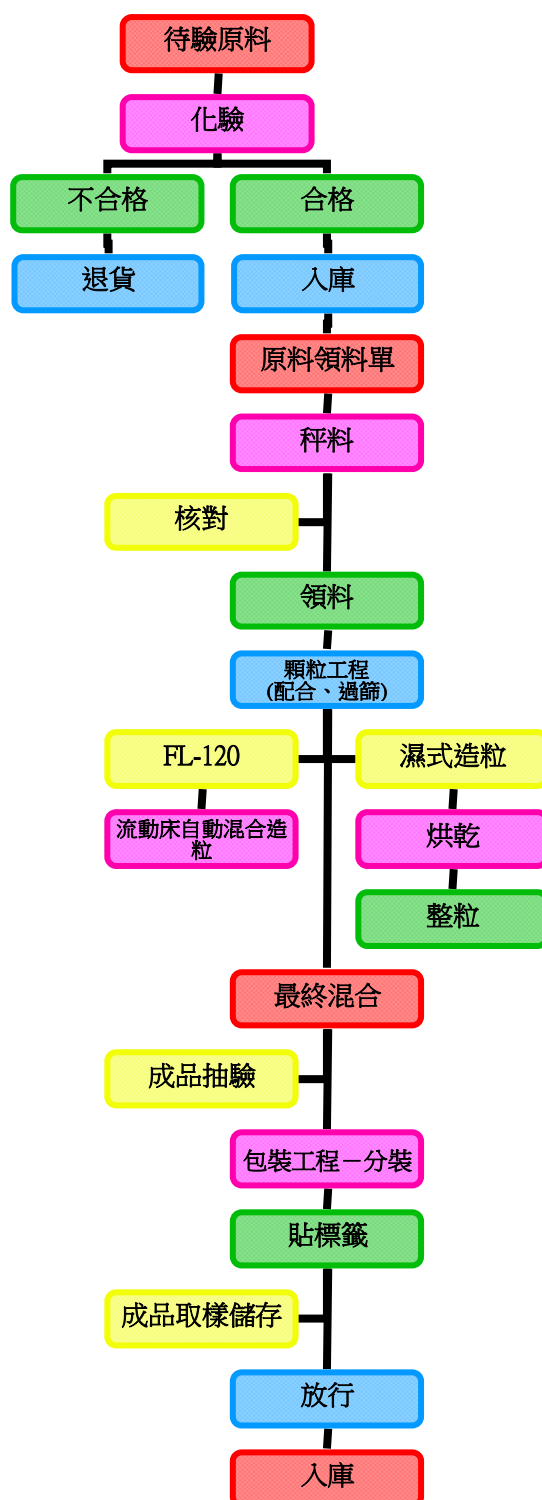 待驗原料
化驗
不合格
合格
退貨
入庫
原料領料單
秤料
核對
領料
顆粒工程
(配合、過篩)
FL-120
濕式造粒
流動床自動混合造
粒
烘乾
整粒
最終混合
成品抽驗
包裝工程－分裝
貼標籤
成品取樣儲存
放行
入庫